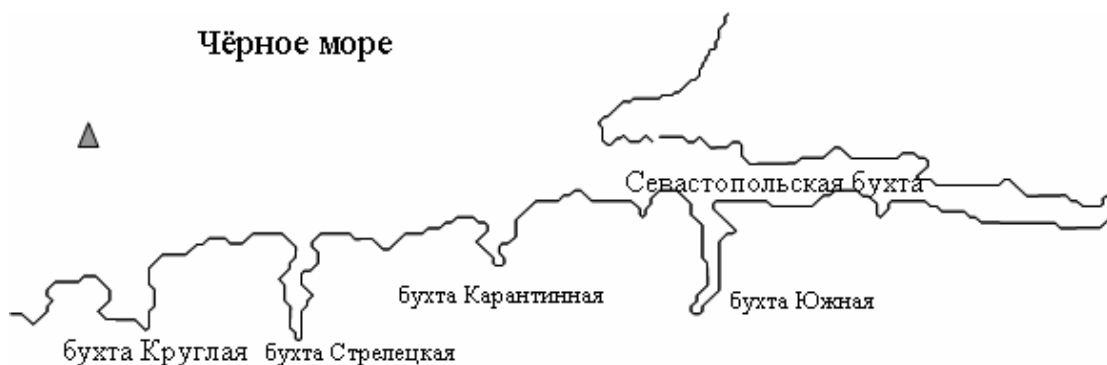 Чёрное море
Севастопольская бухта
бухта Карантинная
бухта Южная
бухта Круглая
бухта Стрелецкая